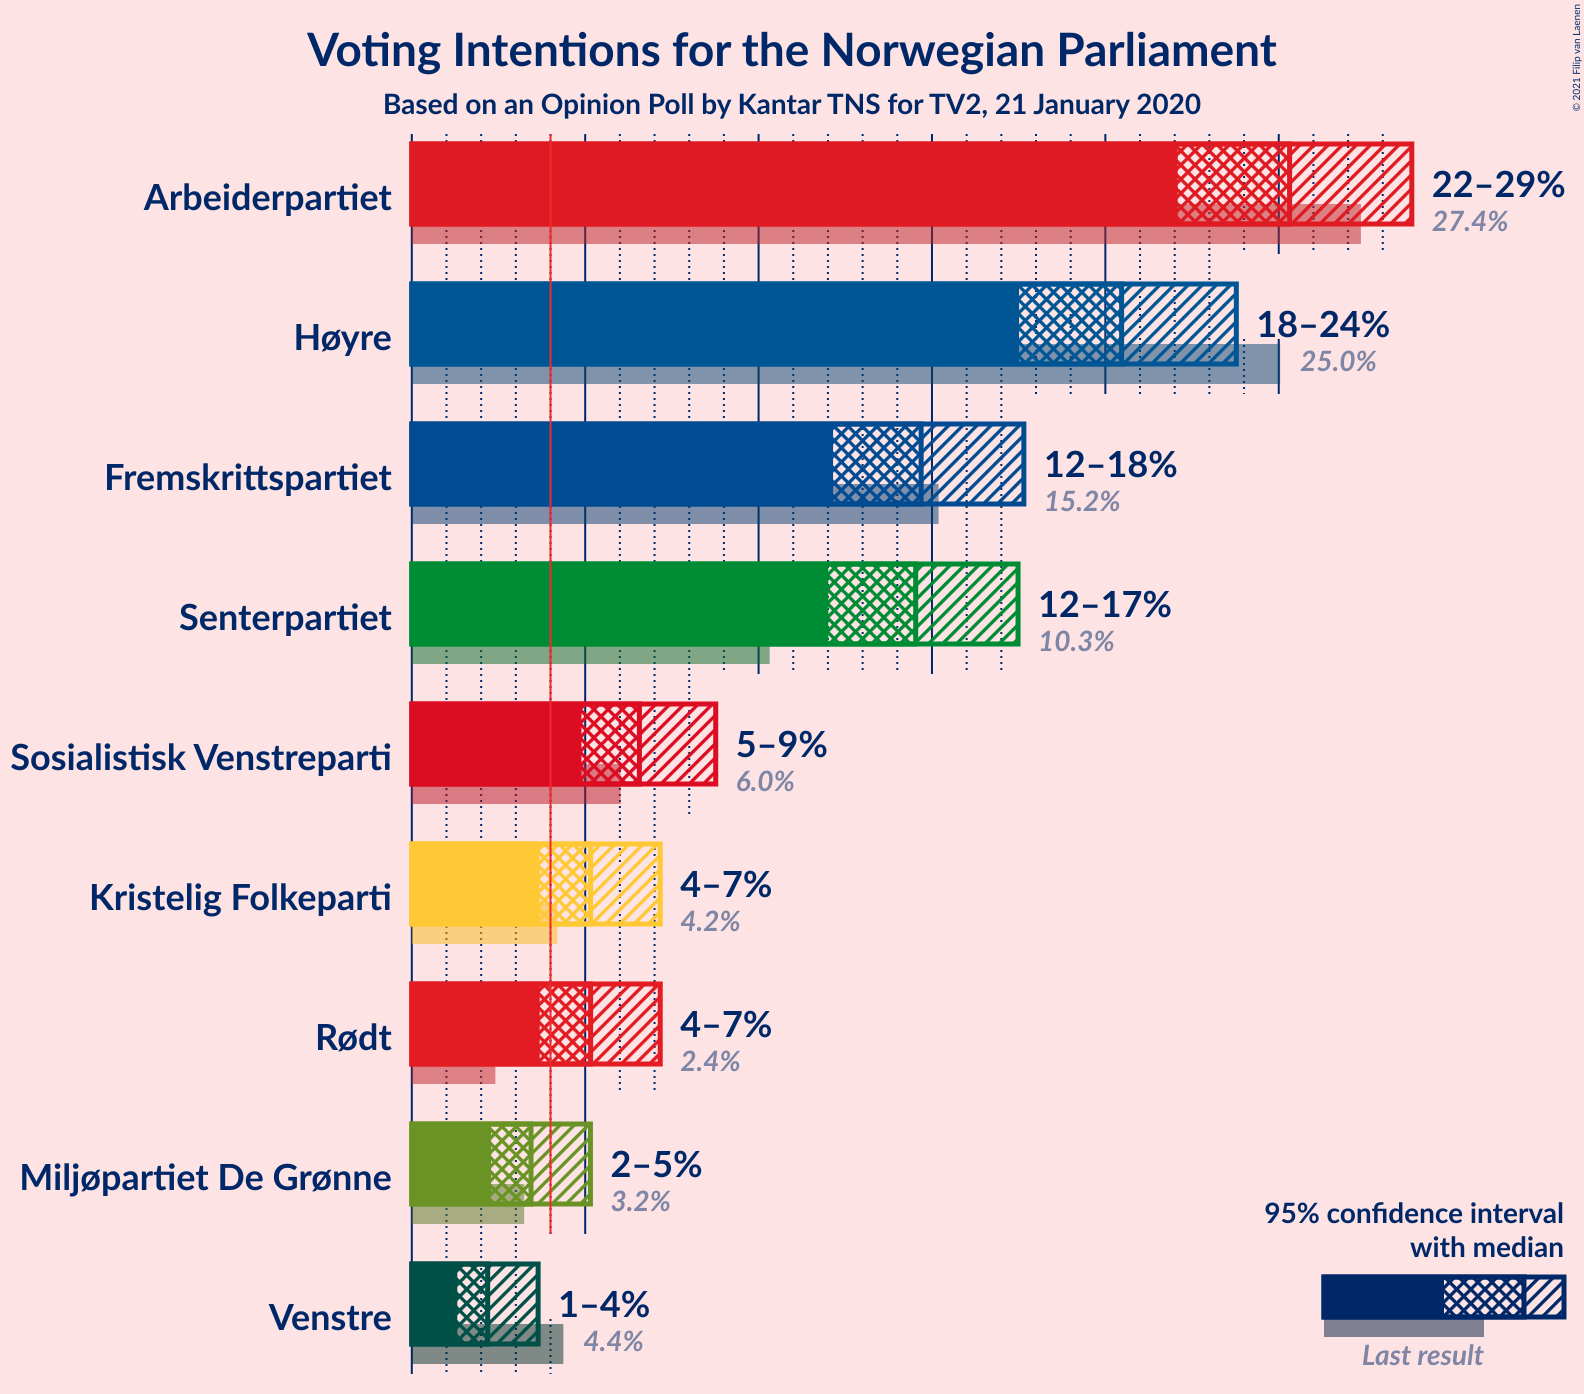 Voting Intentions for the Norwegian Parliament
Based on an Opinion Poll by Kantar TNS for TV2, 21 January 2020
© 2021 Filip van Laenen
Arbeiderpartiet
22–29%
27.4%
Høyre
18–24%
25.0%
Fremskrittspartiet
12–18%
15.2%
Senterpartiet
12–17%
10.3%
Sosialistisk Venstreparti
5–9%
6.0%
Kristelig Folkeparti
4–7%
4.2%
Rødt
4–7%
2.4%
Miljøpartiet De Grønne
2–5%
3.2%
Venstre
1–4%
4.4%
95% confidence interval
with median
Last result